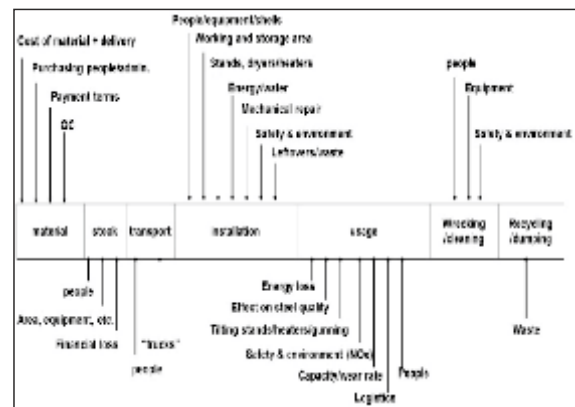 People/equipment/shells
Cost of material + delivery
Working and storage area
Purchasing people/admin.
Stands, dryers/heaters
people
Payment terms
Energy/water
Equipment
QC
Mechanical repair
Safety & environment
Safety & environment
Leftovers/waste
material
stock
transport
installation
usage
Wrecking
/cleaning
Recycling
/dumping
people
Energy loss
Area, equipment, etc.
Effect on steel quality
Financial loss
"trucks"
Tilting stands/heaters/gunning
Waste
people
Safety & environment (NOx)
Capacity/wear rate
People
Logistics